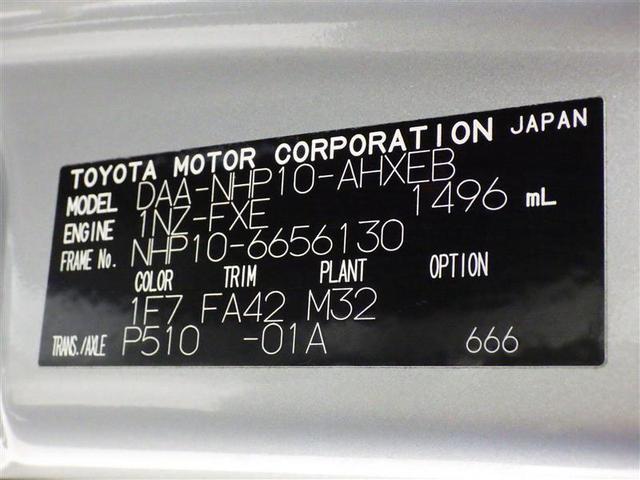 TOYOTA MOTOR CORPORATION JAPAN
MODEL DAA-NHP10-AHXEB
ENGINE 1NZ-FXE 1496 mL
FRAME No. NHP10-6656130
COLOR TRIM PLANT OPTION
1F7 FA42 M32
TRANS./AXLE P510 -01A 666